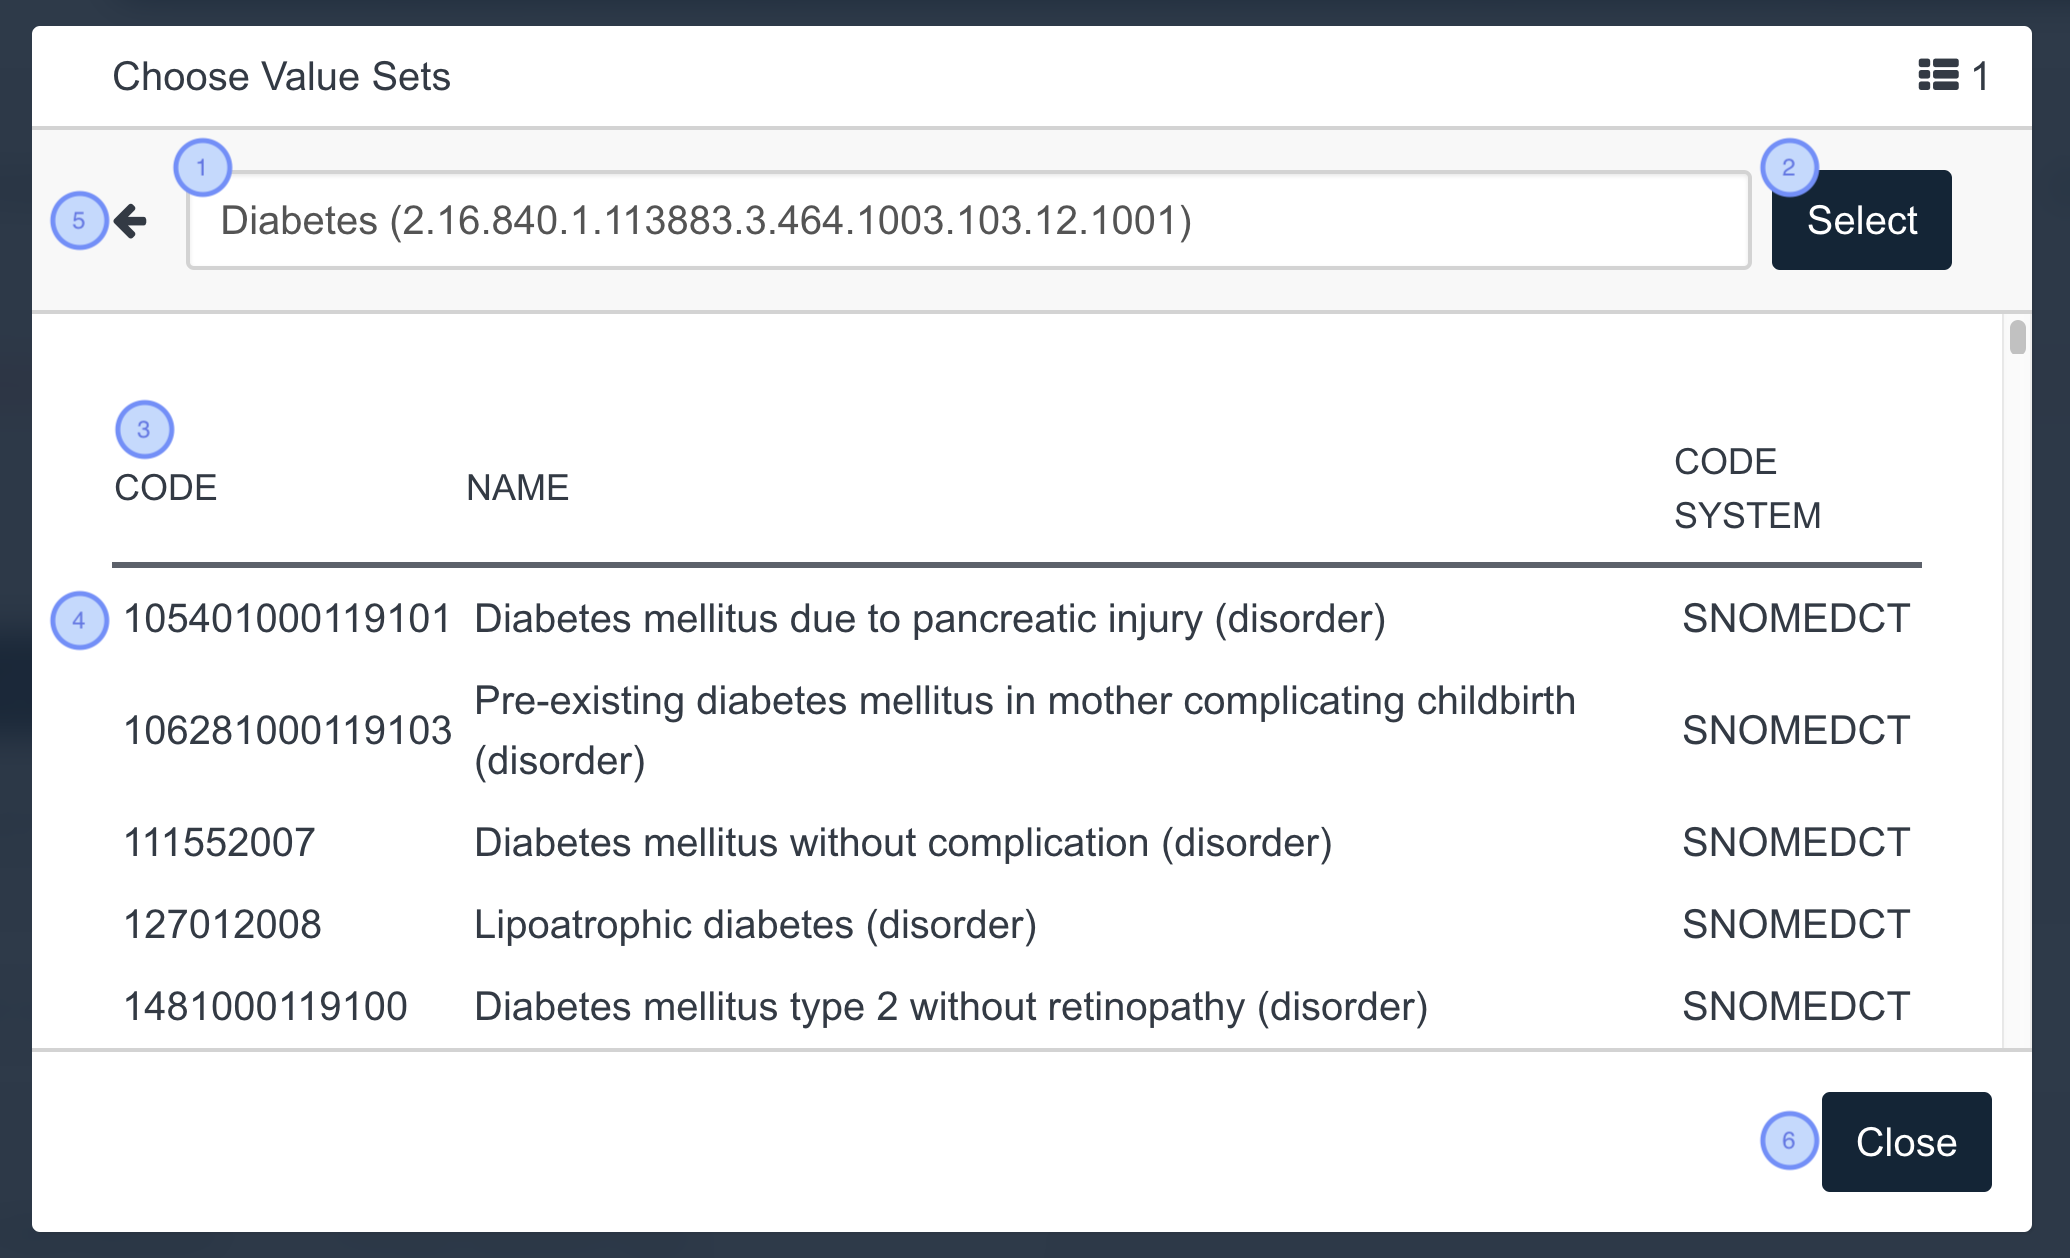 Choose Value Sets 1
1 2
5 Diabetes (2.16.840.1.113883.3.464.1003.103.12.1001) Select
3
CODE NAME CODE
SYSTEM
4 105401000119101 Diabetes mellitus due to pancreatic injury (disorder) SNOMEDCT
106281000119103 Pre-existing diabetes mellitus in mother complicating childbirth
(disorder) SNOMEDCT
111552007 Diabetes mellitus without complication (disorder) SNOMEDCT
127012008 Lipoatrophic diabetes (disorder) SNOMEDCT
1481000119100 Diabetes mellitus type 2 without retinopathy (disorder) SNOMEDCT
6 Close